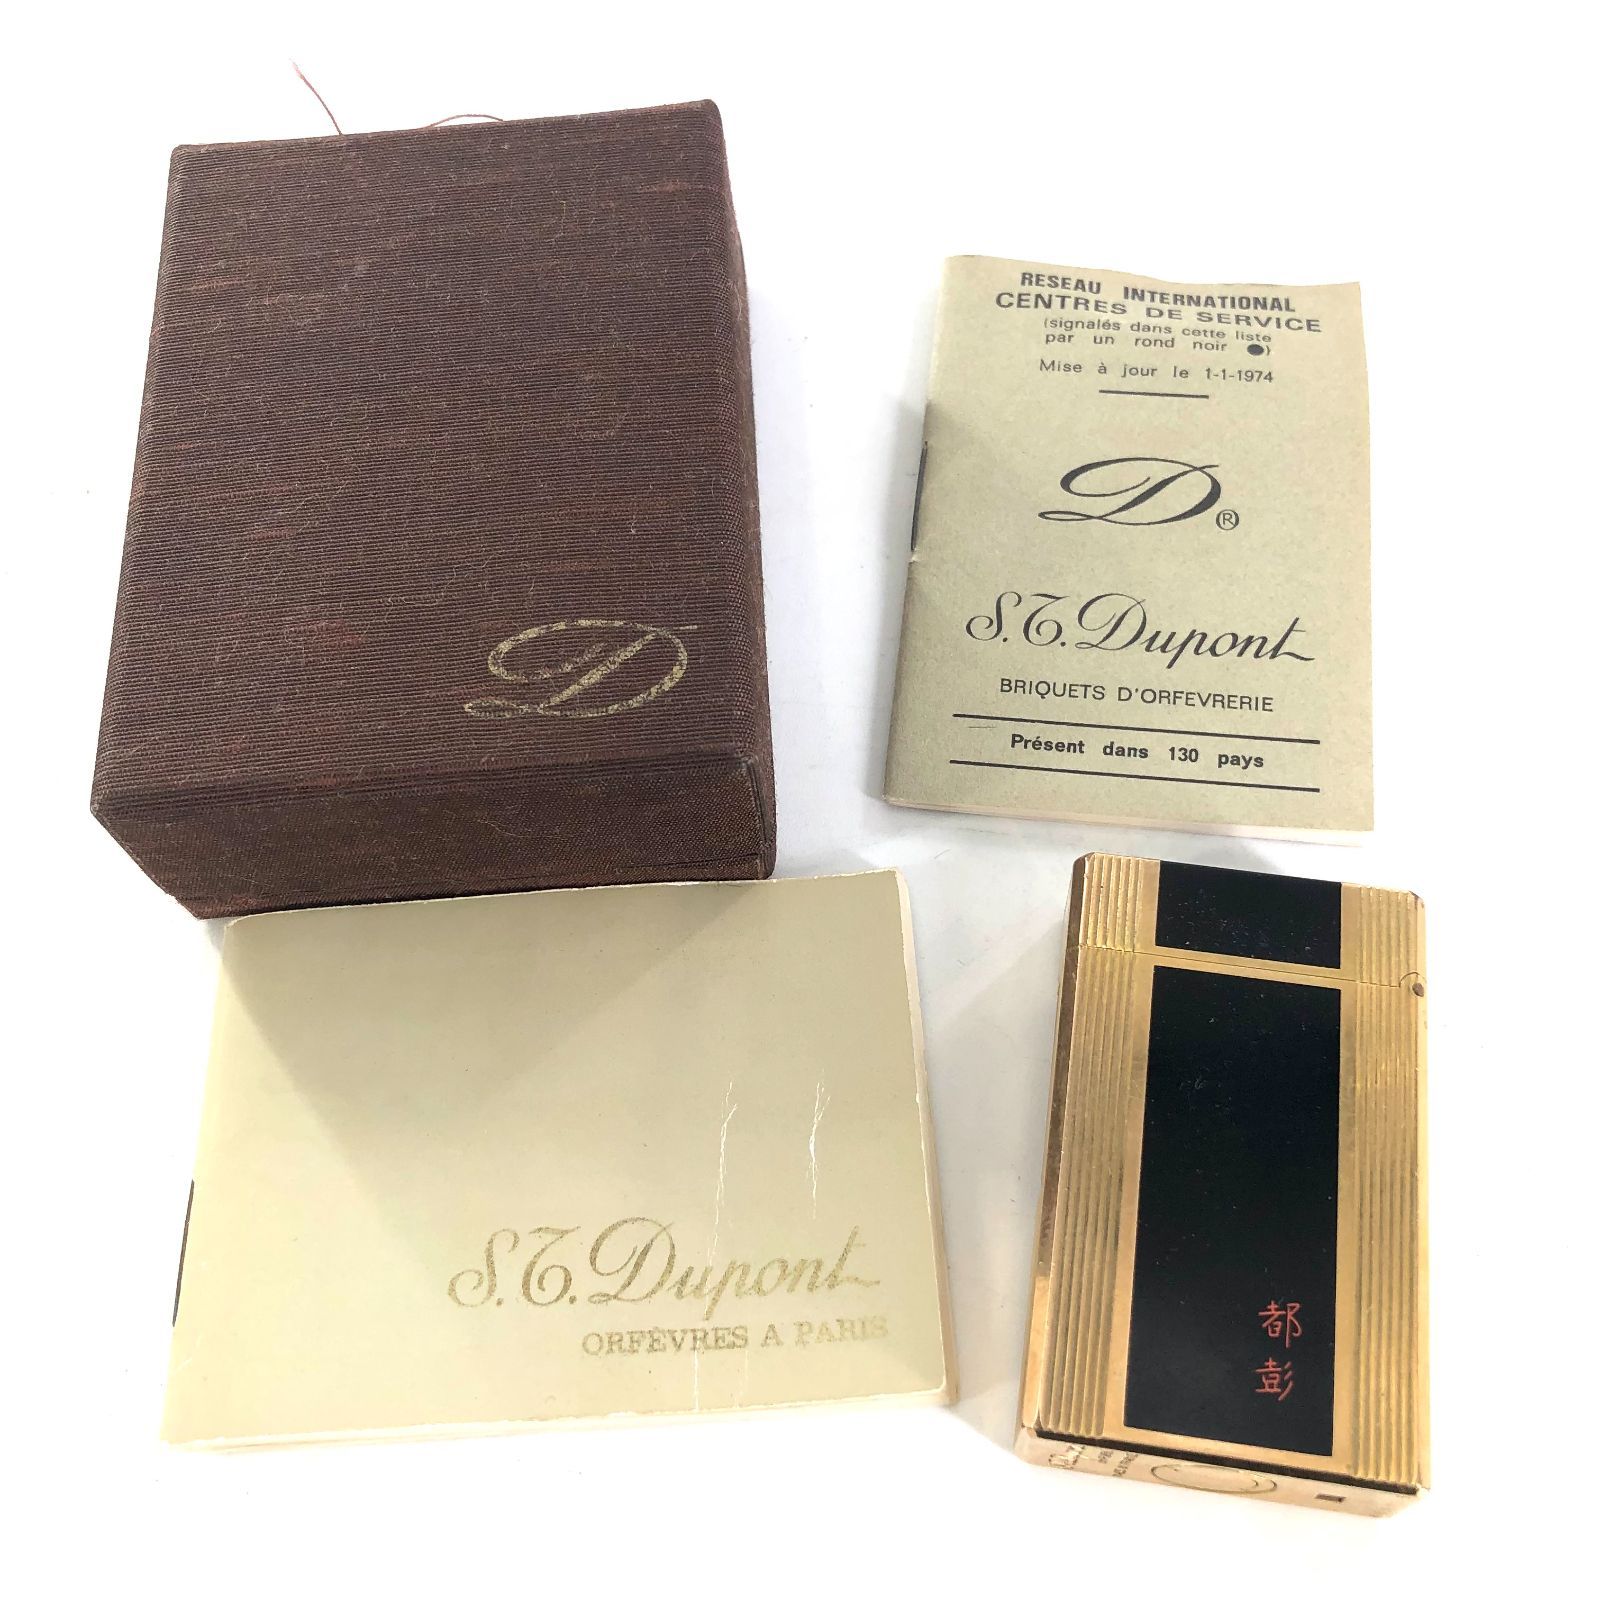 D
RESEAU INTERNATIONAL
CENTRES DE SERVICE
(signalés dans cette liste
par un rond noir ●)
Mise à jour le 1-1-1974
D®
S.T. Dupont
BRIQUETS D'ORFEVRERIE
Présent dans 130 pays
S.T. Dupont
ORFÈVRES A PARIS
都
彭